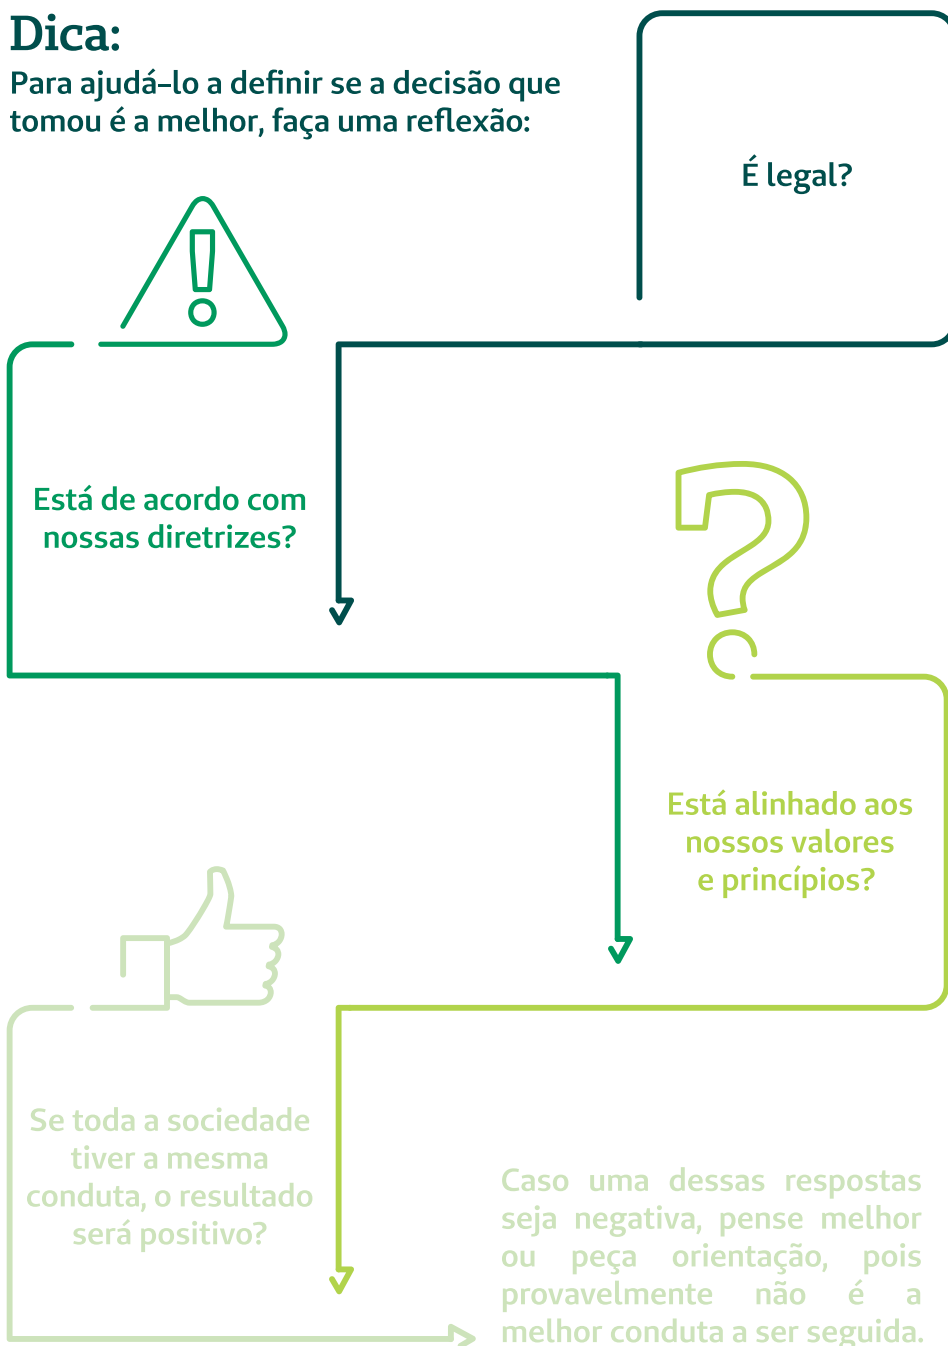 Dica:
Para ajudá-lo a definir se a decisão que
tomou é a melhor, faça uma reflexão:
É legal?
Está de acordo com
nossas diretrizes?
Está alinhado aos
nossos valores
e princípios?
Se toda a sociedade
tiver a mesma
conduta, o resultado
será positivo?
Caso uma dessas respostas
seja negativa, pense melhor
ou peça orientação, pois
provavelmente não é a
melhor conduta a ser seguida.